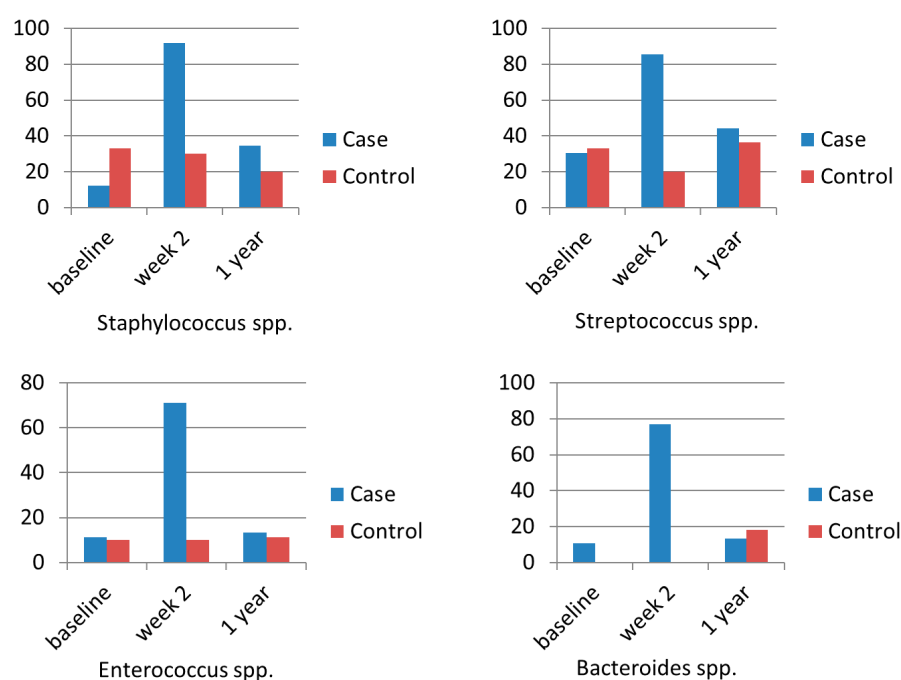 100
80
60
40
20
0
Case
Control
baseline
week 2
1 year
Staphylococcus spp.
100
80
60
40
20
0
Case
Control
baseline
week 2
1 year
Streptococcus spp.
80
60
40
20
0
Case
Control
baseline
week 2
1 year
Enterococcus spp.
100
80
60
40
20
0
Case
Control
baseline
week 2
1 year
Bacteroides spp.